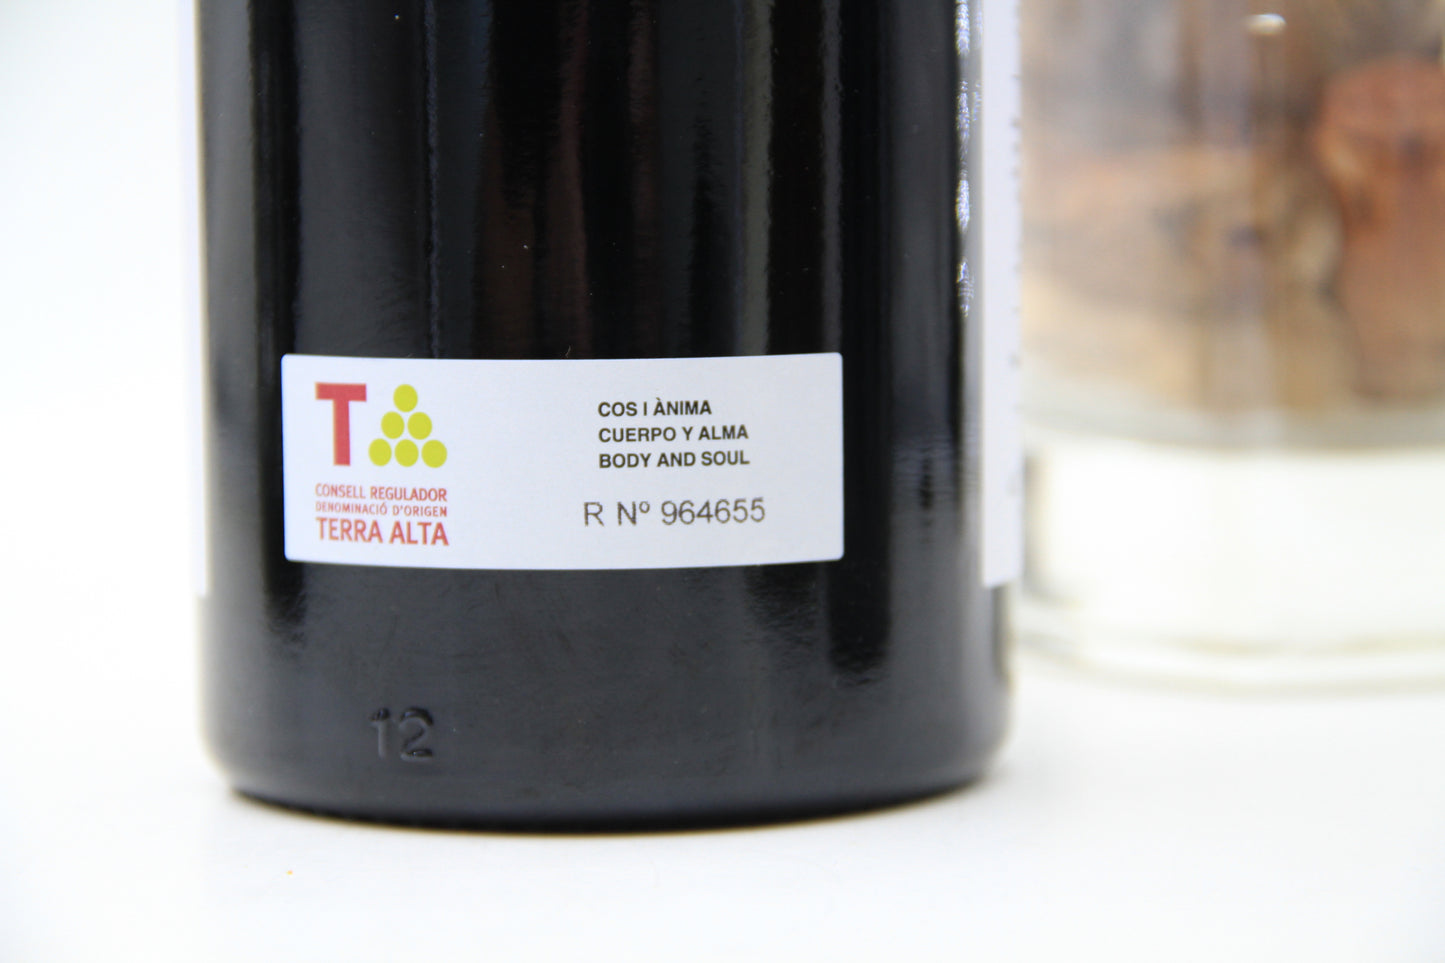 T
CONSELL REGULADOR
DENOMINACIÓ D'ORIGEN
TERRA ALTA
COS I ÀNIMA
CUERPO Y ALMA
BODY AND SOUL
R Nº 964655
12